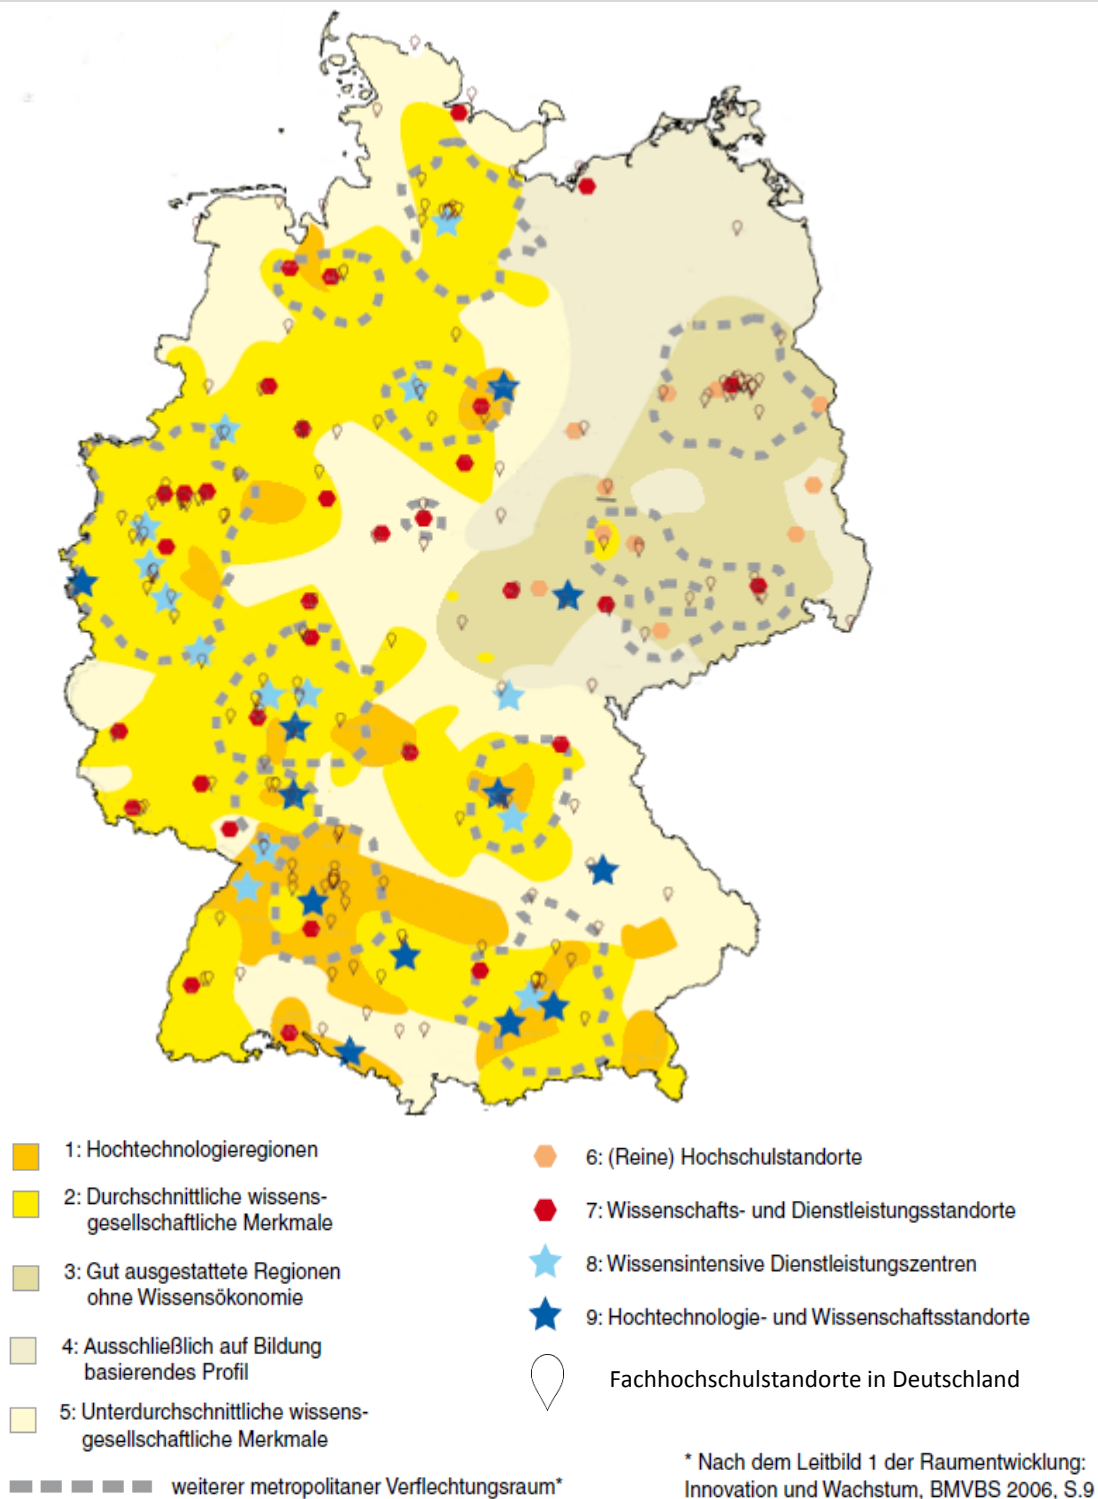 1: Hochtechnologieregionen
2: Durchschnittliche wissens-
gesellschaftliche Merkmale
3: Gut ausgestattete Regionen
ohne Wissensökonomie
4: Ausschließlich auf Bildung
basierendes Profil
5: Unterdurchschnittliche wissens-
gesellschaftliche Merkmale
weiterer metropolitaner Verflechtungsraum*
6: (Reine) Hochschulstandorte
7: Wissenschafts- und Dienstleistungsstandorte
8: Wissensintensive Dienstleistungszentren
9: Hochtechnologie- und Wissenschaftsstandorte
Fachhochschulstandorte in Deutschland
* Nach dem Leitbild 1 der Raumentwicklung:
Innovation und Wachstum, BMVBS 2006, S.9